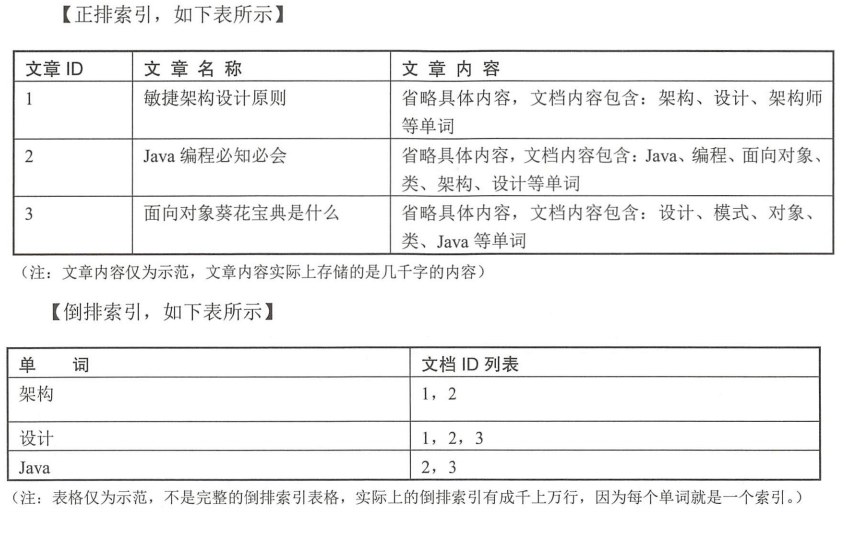 【正排索引，如下表所示】
文章 ID 文 章 名 称 文 章 内 容
1 敏捷架构设计原则 省略具体内容，文档内容包含：架构、设计、架构师
等单词
2 Java 编程必知必会 省略具体内容，文档内容包含：Java、编程、面向对象、
类、架构、设计等单词
3 面向对象葵花宝典是什么 省略具体内容，文档内容包含：设计、模式、对象、
类、Java 等单词
（注：文章内容仅为示范，文章内容实际上存储的是几千字的内容）
【倒排索引，如下表所示】
单 词 文档 ID 列表
架构 1，2
设计 1，2，3
Java 2，3
（注：表格仅为示范，不是完整的倒排索引表格，实际上的倒排索引有成千上万行，因为每个单词就是一个索引。）